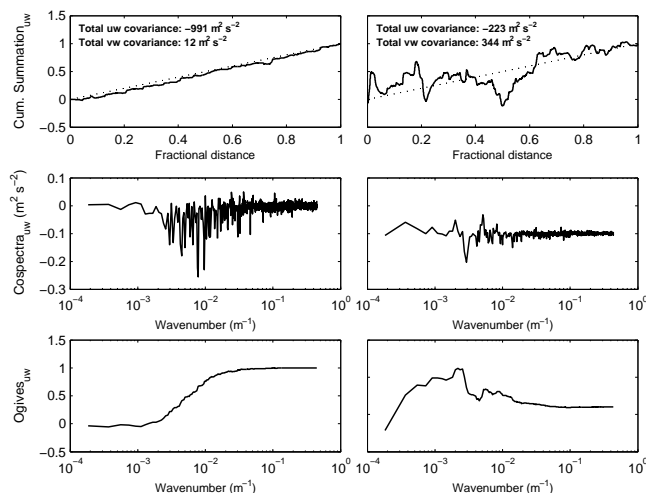 Total uw covariance: −991 m² s⁻²
Total vw covariance: 12 m² s⁻²
Cum. Summation_uw
1.5
1
0.5
0
−0.5
0 0.2 0.4 0.6 0.8 1
Fractional distance
Total uw covariance: −223 m² s⁻²
Total vw covariance: 344 m² s⁻²
0 0.2 0.4 0.6 0.8 1
Fractional distance
Cospectra_uw (m² s⁻²)
0.1
0
−0.1
−0.2
−0.3
10⁻⁴ 10⁻³ 10⁻² 10⁻¹ 10⁰
Wavenumber (m⁻¹)
10⁻⁴ 10⁻³ 10⁻² 10⁻¹ 10⁰
Wavenumber (m⁻¹)
Ogives_uw
1.5
1
0.5
0
−0.5
10⁻⁴ 10⁻³ 10⁻² 10⁻¹ 10⁰
Wavenumber (m⁻¹)
10⁻⁴ 10⁻³ 10⁻² 10⁻¹ 10⁰
Wavenumber (m⁻¹)